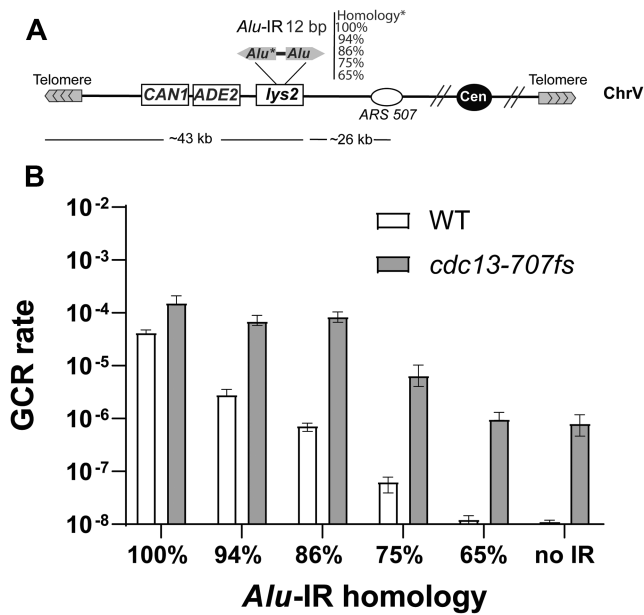 A
Alu-IR 12 bp
Homology*
100%
94%
86%
75%
65%
Alu* Alu
Telomere
CAN1 ADE2 lys2
ARS 507
Cen
Telomere
ChrV
~43 kb ~26 kb
B
WT
cdc13-707fs
GCR rate
10-2
10-3
10-4
10-5
10-6
10-7
10-8
100% 94% 86% 75% 65% no IR
Alu-IR homology